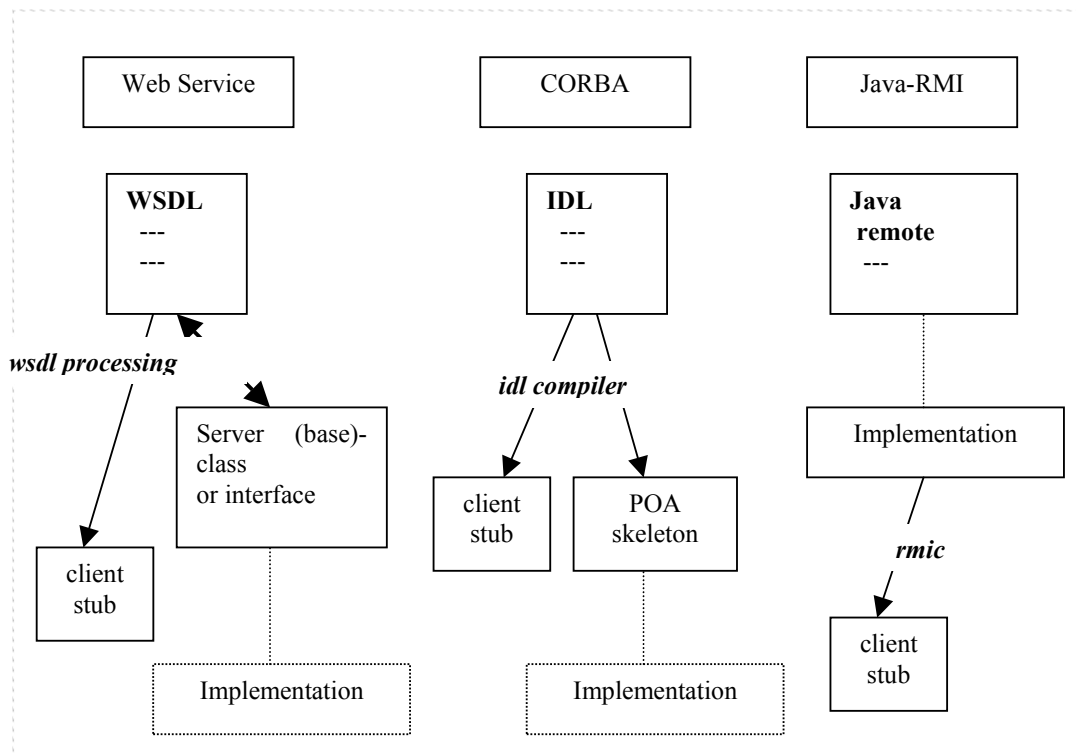 Web Service
CORBA
Java-RMI
WSDL
---
---
IDL
---
---
Java
remote
---
wsdl processing
idl compiler
Server (base)-
class
or interface
Implementation
client
stub
POA
skeleton
rmic
client
stub
client
stub
Implementation
Implementation